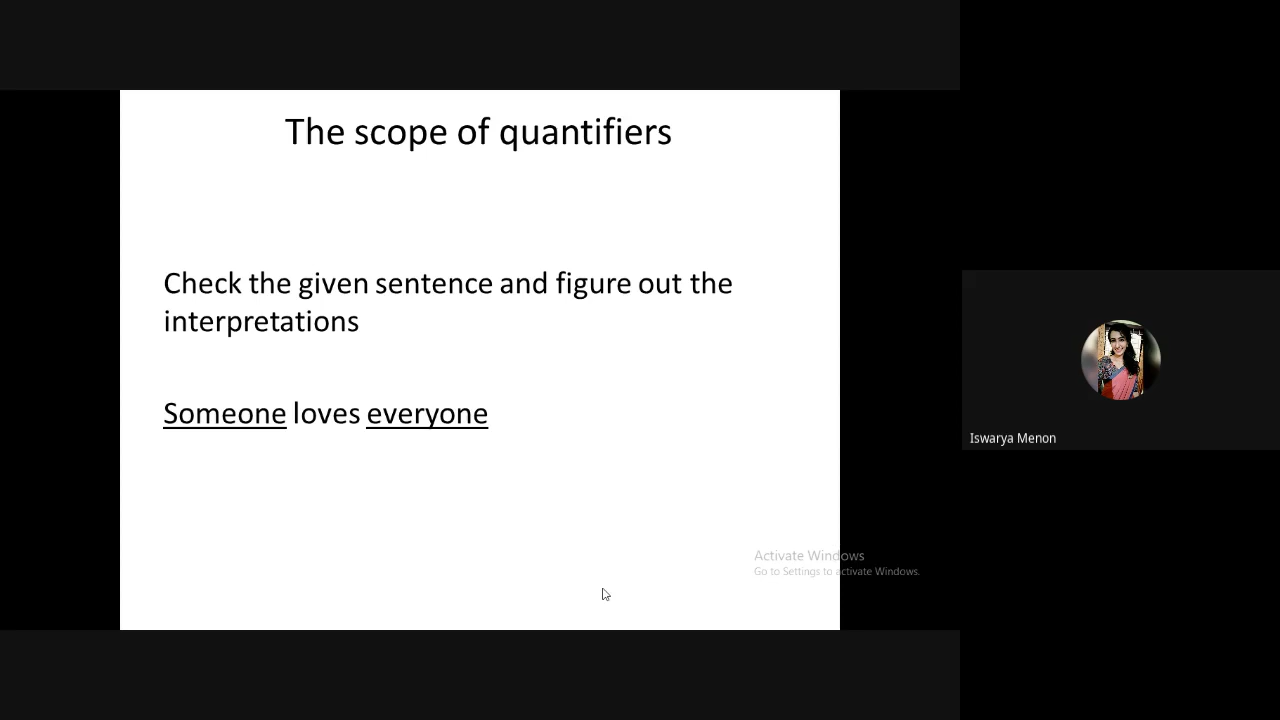 The scope of quantifiers
Check the given sentence and figure out the
interpretations
Someone loves everyone
Activate Windows
Go to Settings to activate Windows.
Iswarya Menon